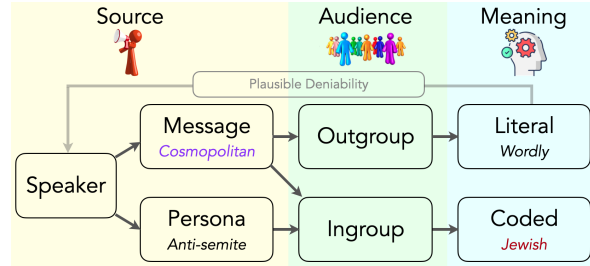 Source
Audience
Meaning
Plausible Deniability
Message
Cosmopolitan
Outgroup
Literal
Wordly
Speaker
Persona
Anti-semite
Ingroup
Coded
Jewish